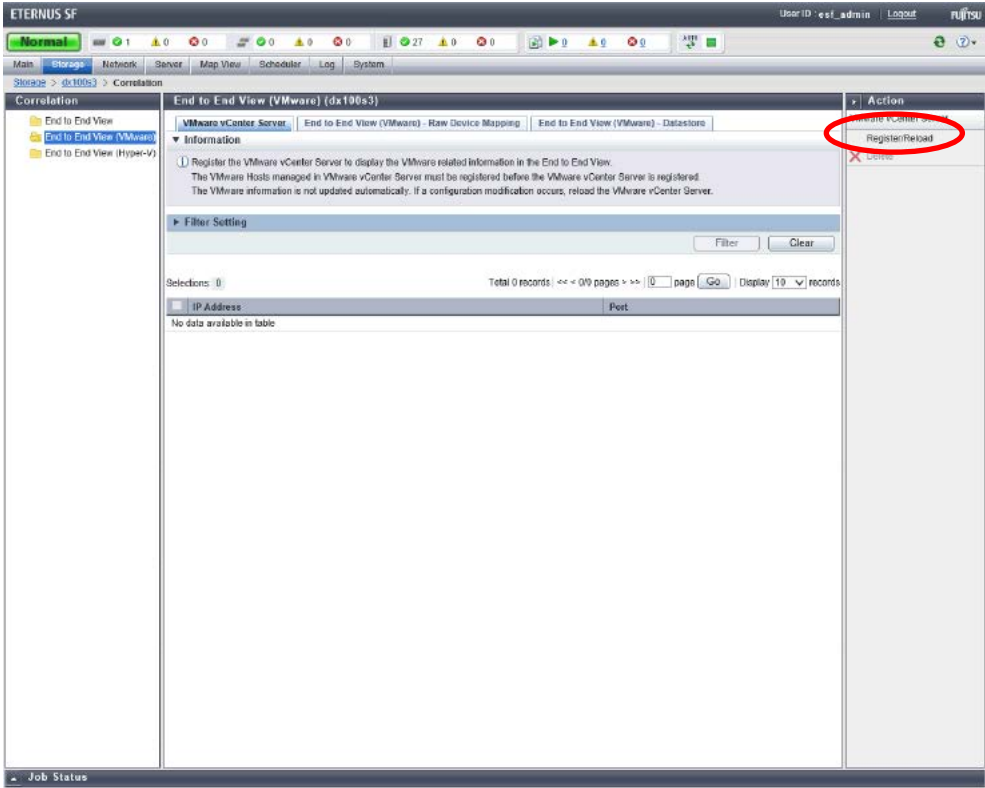 ETERNUS SF User ID : esf_admin Logout FUJITSU
Normal 1 0 0 0 0 0 27 0 0 0 0 0
Main Storage Network Server Map View Scheduler Log System
Storage > dx100s3 > Correlation
Correlation
End to End View
End to End View (VMware)
End to End View (Hyper-V)
End to End View (VMware) (dx100s3)
VMware vCenter Server End to End View (VMware) - Raw Device Mapping End to End View (VMware) - Datastore
Information
Register the VMware vCenter Server to display the VMware related information in the End to End View.
The VMware Hosts managed in VMware vCenter Server must be registered before the VMware vCenter Server is registered.
The VMware information is not updated automatically. If a configuration modification occurs, reload the VMware vCenter Server.
Filter Setting
Filter Clear
Selections 0 Total 0 records << < 0/0 pages > >> 0 page Go Display 10 records
IP Address Port
No data available in table
Action
VMware vCenter Server
Register/Reload
Delete
Job Status